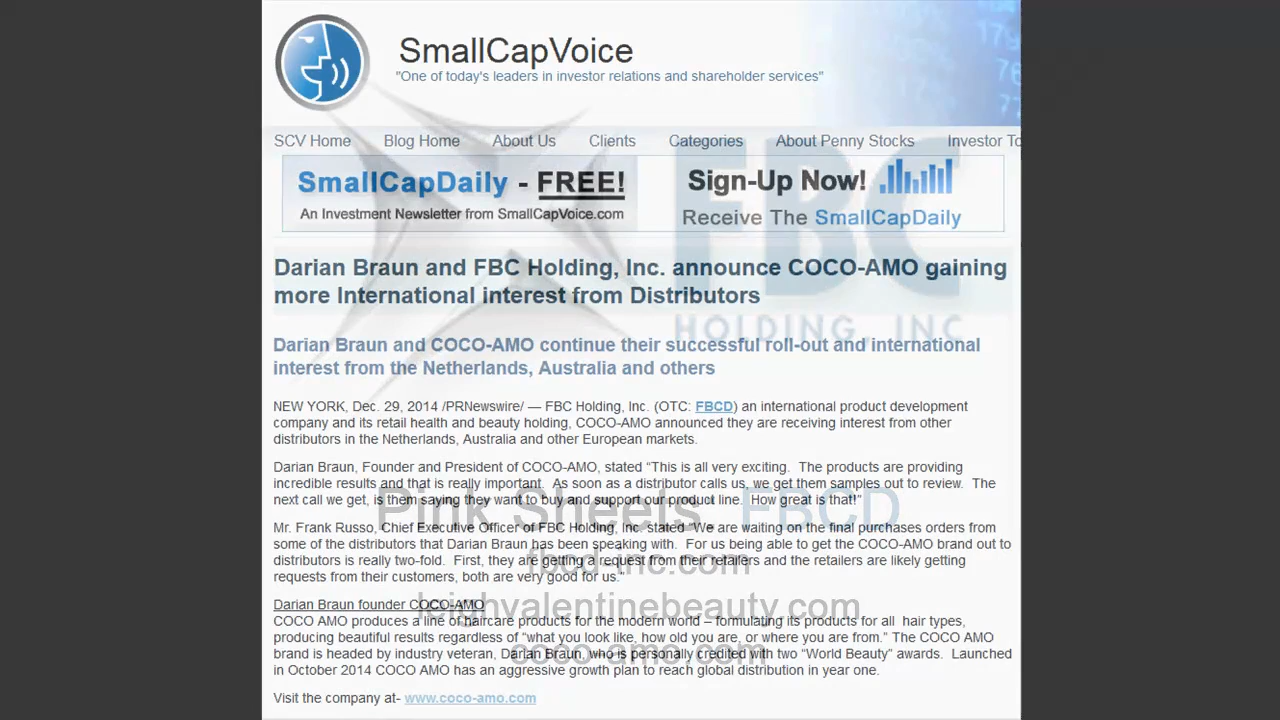 SmallCapVoice
"One of today's leaders in investor relations and shareholder services"
SCV Home Blog Home About Us Clients Categories About Penny Stocks Investor To
SmallCapDaily - FREE!
An Investment Newsletter from SmallCapVoice.com
Sign-Up Now!
Receive The SmallCapDaily
FBC
HOLDING, INC
Darian Braun and FBC Holding, Inc. announce COCO-AMO gaining
more International interest from Distributors
Darian Braun and COCO-AMO continue their successful roll-out and international
interest from the Netherlands, Australia and others
NEW YORK, Dec. 29, 2014 /PRNewswire/ — FBC Holding, Inc. (OTC: FBCD) an international product development
company and its retail health and beauty holding, COCO-AMO announced they are receiving interest from other
distributors in the Netherlands, Australia and other European markets.
Darian Braun, Founder and President of COCO-AMO, stated “This is all very exciting.  The products are providing
incredible results and that is really important.  As soon as a distributor calls us, we get them samples out to review.  The
next call we get, is them saying they want to buy and support our product line.  How great is that!”
Pink Sheets FBCD
Mr. Frank Russo, Chief Executive Officer of FBC Holding, Inc. stated “We are waiting on the final purchases orders from
some of the distributors that Darian Braun has been speaking with.  For us being able to get the COCO-AMO brand out to
distributors is really two-fold.  First, they are getting a request from their retailers and the retailers are likely getting
requests from their customers, both are very good for us.”
fbcd-inc.com
Darian Braun founder COCO-AMO
leighvalentinebeauty.com
COCO AMO produces a line of haircare products for the modern world – formulating its products for all  hair types,
producing beautiful results regardless of “what you look like, how old you are, or where you are from.” The COCO AMO
brand is headed by industry veteran, Darian Braun, who is personally credited with two “World Beauty” awards.  Launched
in October 2014 COCO AMO has an aggressive growth plan to reach global distribution in year one.
coco-amo.com
Visit the company at- www.coco-amo.com